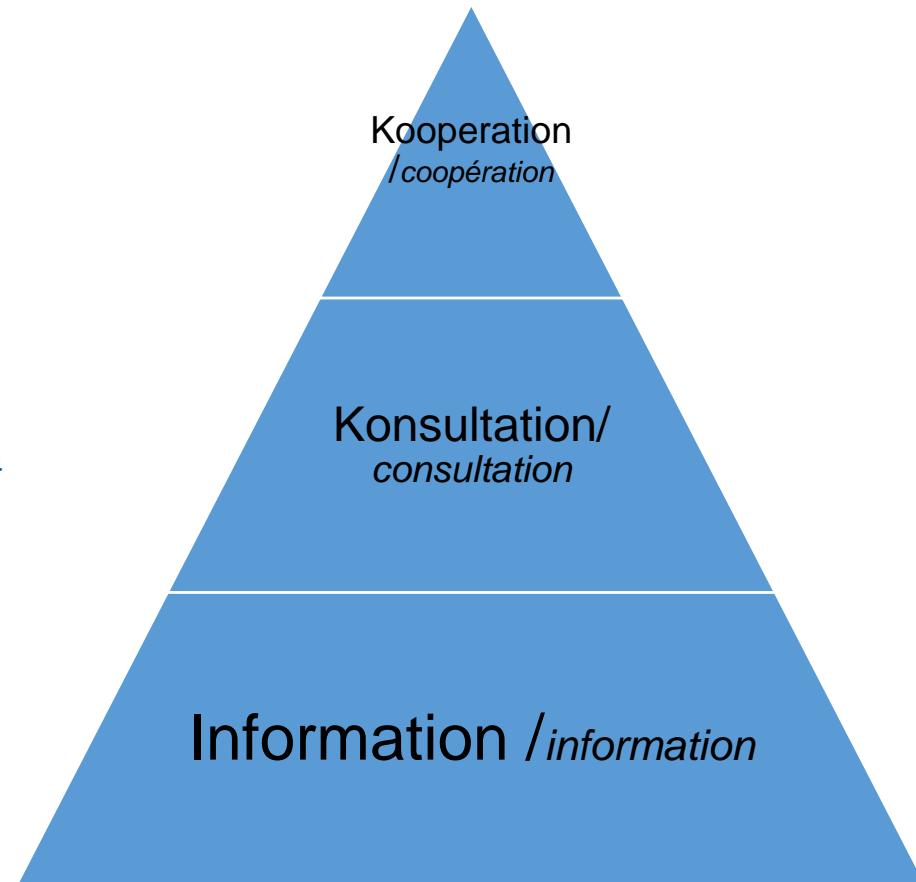 Kooperation
/coopération
Konsultation/
consultation
Information /information